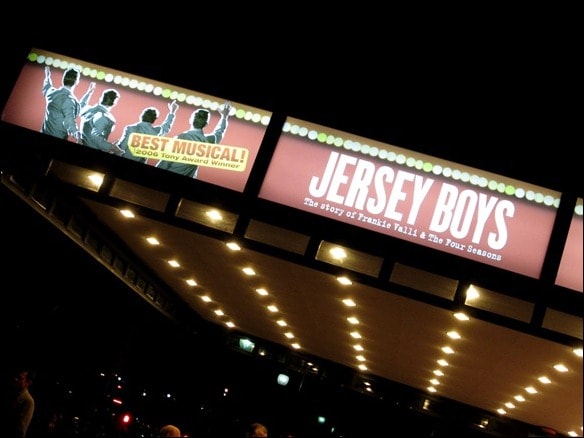 BEST MUSICAL!
2006 Tony Award Winner
JERSEY BOYS
The story of Frankie Valli & The Four Seasons